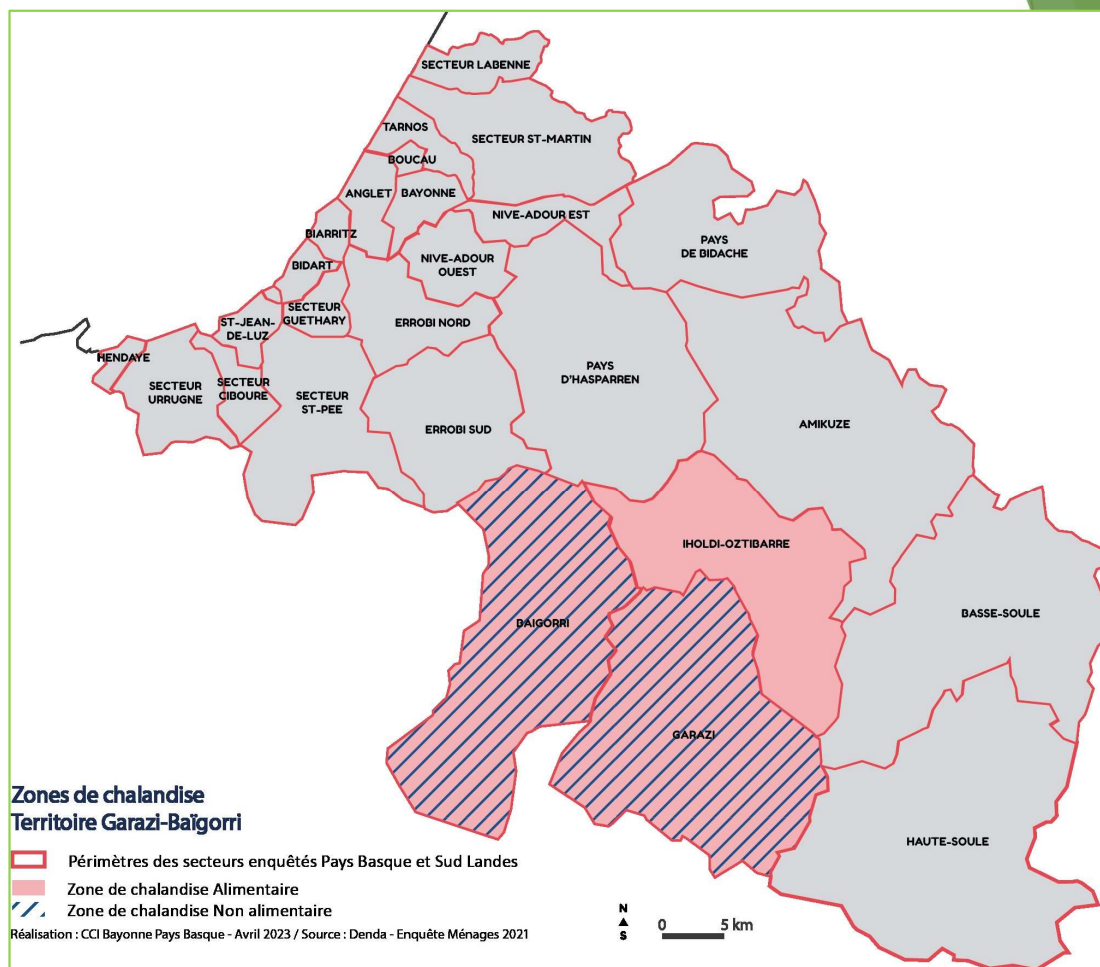 SECTEUR LABENNE
TARNOS
SECTEUR ST-MARTIN
BOUCAU
ANGLET
BAYONNE
NIVE-ADOUR EST
BIARRITZ
PAYS
DE BIDACHE
BIDART
NIVE-ADOUR
OUEST
SECTEUR
GUETHARY
ST-JEAN-
DE-LUZ
ERROBI NORD
HENDAYE
SECTEUR
URRUGNE
SECTEUR
CIBOURE
SECTEUR
ST-PEE
PAYS
D'HASPARREN
ERROBI SUD
AMIKUZE
IHOLDI-OZTIBARRE
BAIGORRI
BASSE-SOULE
GARAZI
HAUTE-SOULE
Zones de chalandise
Territoire Garazi-Baïgorri
Périmètres des secteurs enquêtés Pays Basque et Sud Landes
Zone de chalandise Alimentaire
Zone de chalandise Non alimentaire
Réalisation : CCI Bayonne Pays Basque - Avril 2023 / Source : Denda - Enquête Ménages 2021
N
S
0 5 km